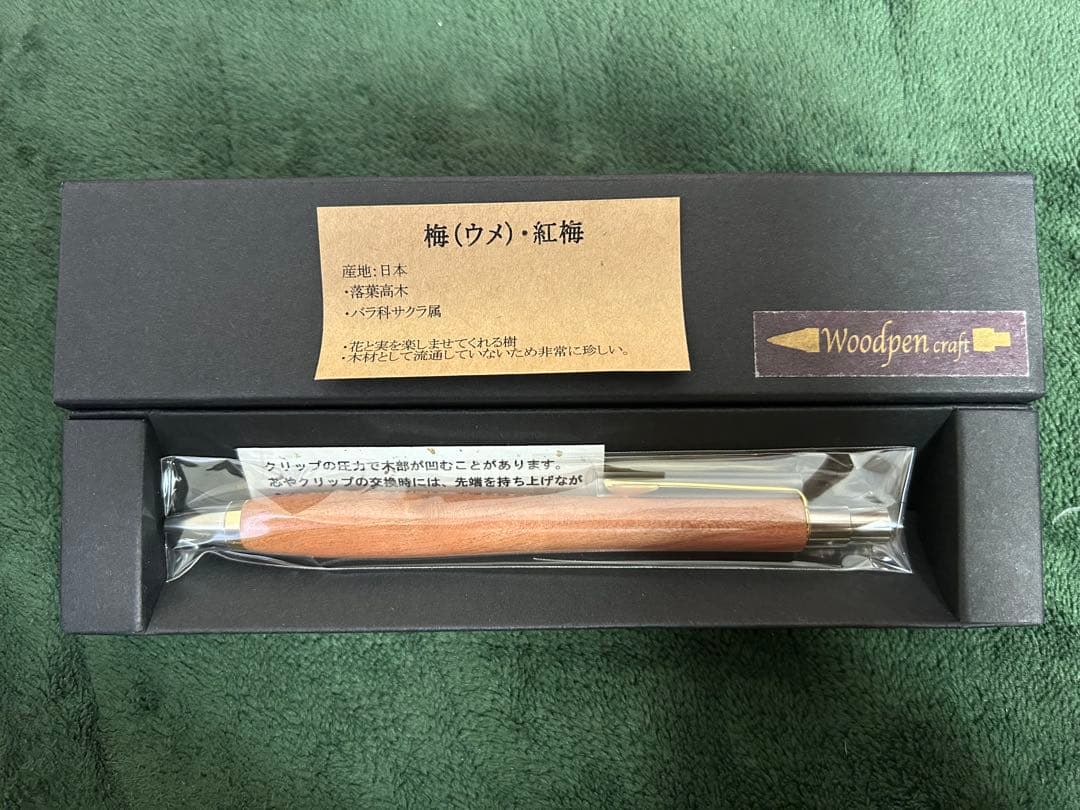 梅(ウメ)・紅梅
産地:日本
・落葉高木
・バラ科サクラ属
・花と実を楽しませてくれる樹
・木材として流通していないため非常に珍しい。
Woodpen craft
クリップの圧力で木部が凹むことがあります。
芯やクリップの交換時には、先端を持ち上げなが